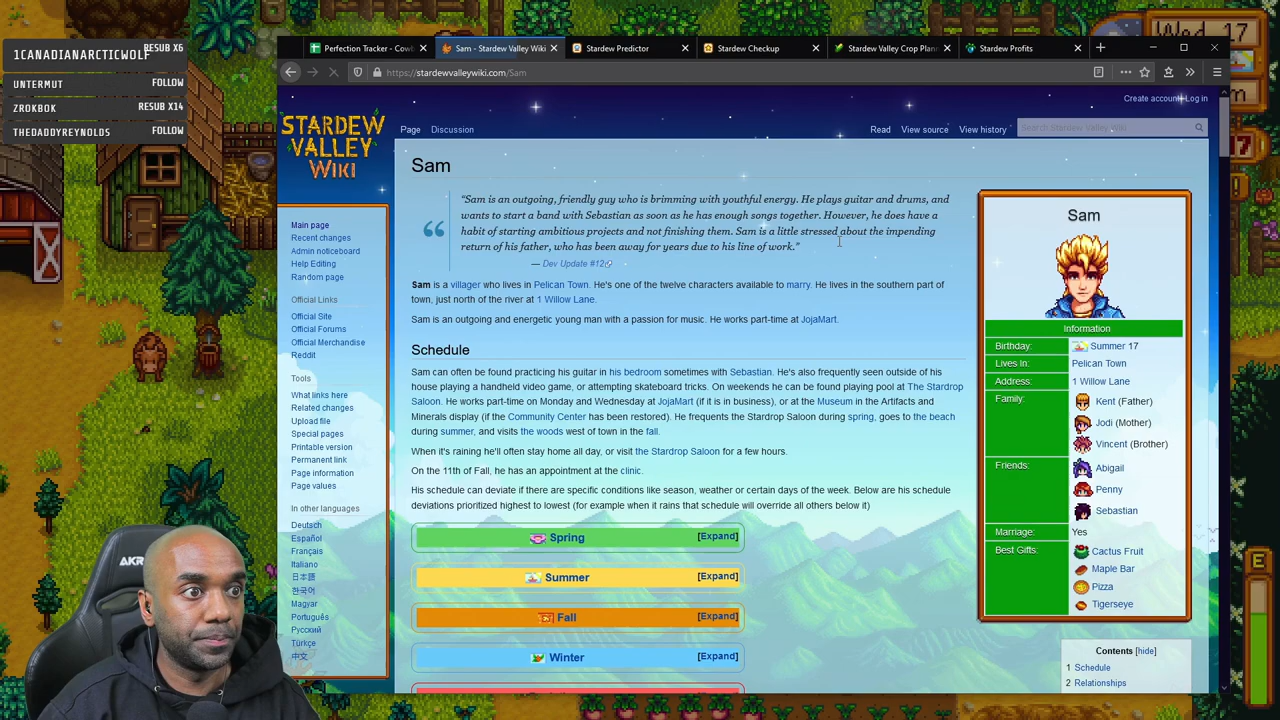 1CANADIANARCTICWOLF RESUB X6
UNTERMUT FOLLOW
ZROKBOK RESUB X14
THEDADDYREYNOLDS FOLLOW
Perfection Tracker - Cowb
Sam - Stardew Valley Wiki
Stardew Predictor
Stardew Checkup
Stardew Valley Crop Plann
Stardew Profits
https://stardewvalleywiki.com/Sam
Wed 17
17
Create account Log in
STARDEW
VALLEY
WIKI
Page Discussion
Read View source View history
Search Stardew Valley Wiki
Main page
Recent changes
Admin noticeboard
Help Editing
Random page
Official Links
Official Site
Official Forums
Official Merchandise
Reddit
Tools
What links here
Related changes
Upload file
Special pages
Printable version
Permanent link
Page information
Page values
In other languages
Deutsch
Español
Français
Italiano
日本語
한국어
Magyar
Português
Русский
Türkçe
中文
Sam
"Sam is an outgoing, friendly guy who is brimming with youthful energy. He plays guitar and drums, and
wants to start a band with Sebastian as soon as he has enough songs together. However, he does have a
habit of starting ambitious projects and not finishing them. Sam is a little stressed about the impending
return of his father, who has been away for years due to his line of work."
— Dev Update #12
Sam is a villager who lives in Pelican Town. He's one of the twelve characters available to marry. He lives in the southern part of
town, just north of the river at 1 Willow Lane.
Sam is an outgoing and energetic young man with a passion for music. He works part-time at JojaMart.
Schedule
Sam can often be found practicing his guitar in his bedroom sometimes with Sebastian. He's also frequently seen outside of his
house playing a handheld video game, or attempting skateboard tricks. On weekends he can be found playing pool at The Stardrop
Saloon. He works part-time on Monday and Wednesday at JojaMart (if it is in business), or at the Museum in the Artifacts and
Minerals display (if the Community Center has been restored). He frequents the Stardrop Saloon during spring, goes to the beach
during summer, and visits the woods west of town in the fall.
When it's raining he'll often stay home all day, or visit the Stardrop Saloon for a few hours.
On the 11th of Fall, he has an appointment at the clinic.
His schedule can deviate if there are specific conditions like season, weather or certain days of the week. Below are his schedule
deviations prioritized highest to lowest (for example when it rains that schedule will override all others below it)
Spring [Expand]
Summer [Expand]
Fall [Expand]
Winter [Expand]
Sam
Information
Birthday: Summer 17
Lives In: Pelican Town
Address: 1 Willow Lane
Family: Kent (Father)
Jodi (Mother)
Vincent (Brother)
Friends: Abigail
Penny
Sebastian
Marriage: Yes
Best Gifts: Cactus Fruit
Maple Bar
Pizza
Tigerseye
Contents [hide]
1 Schedule
2 Relationships
E
AKR